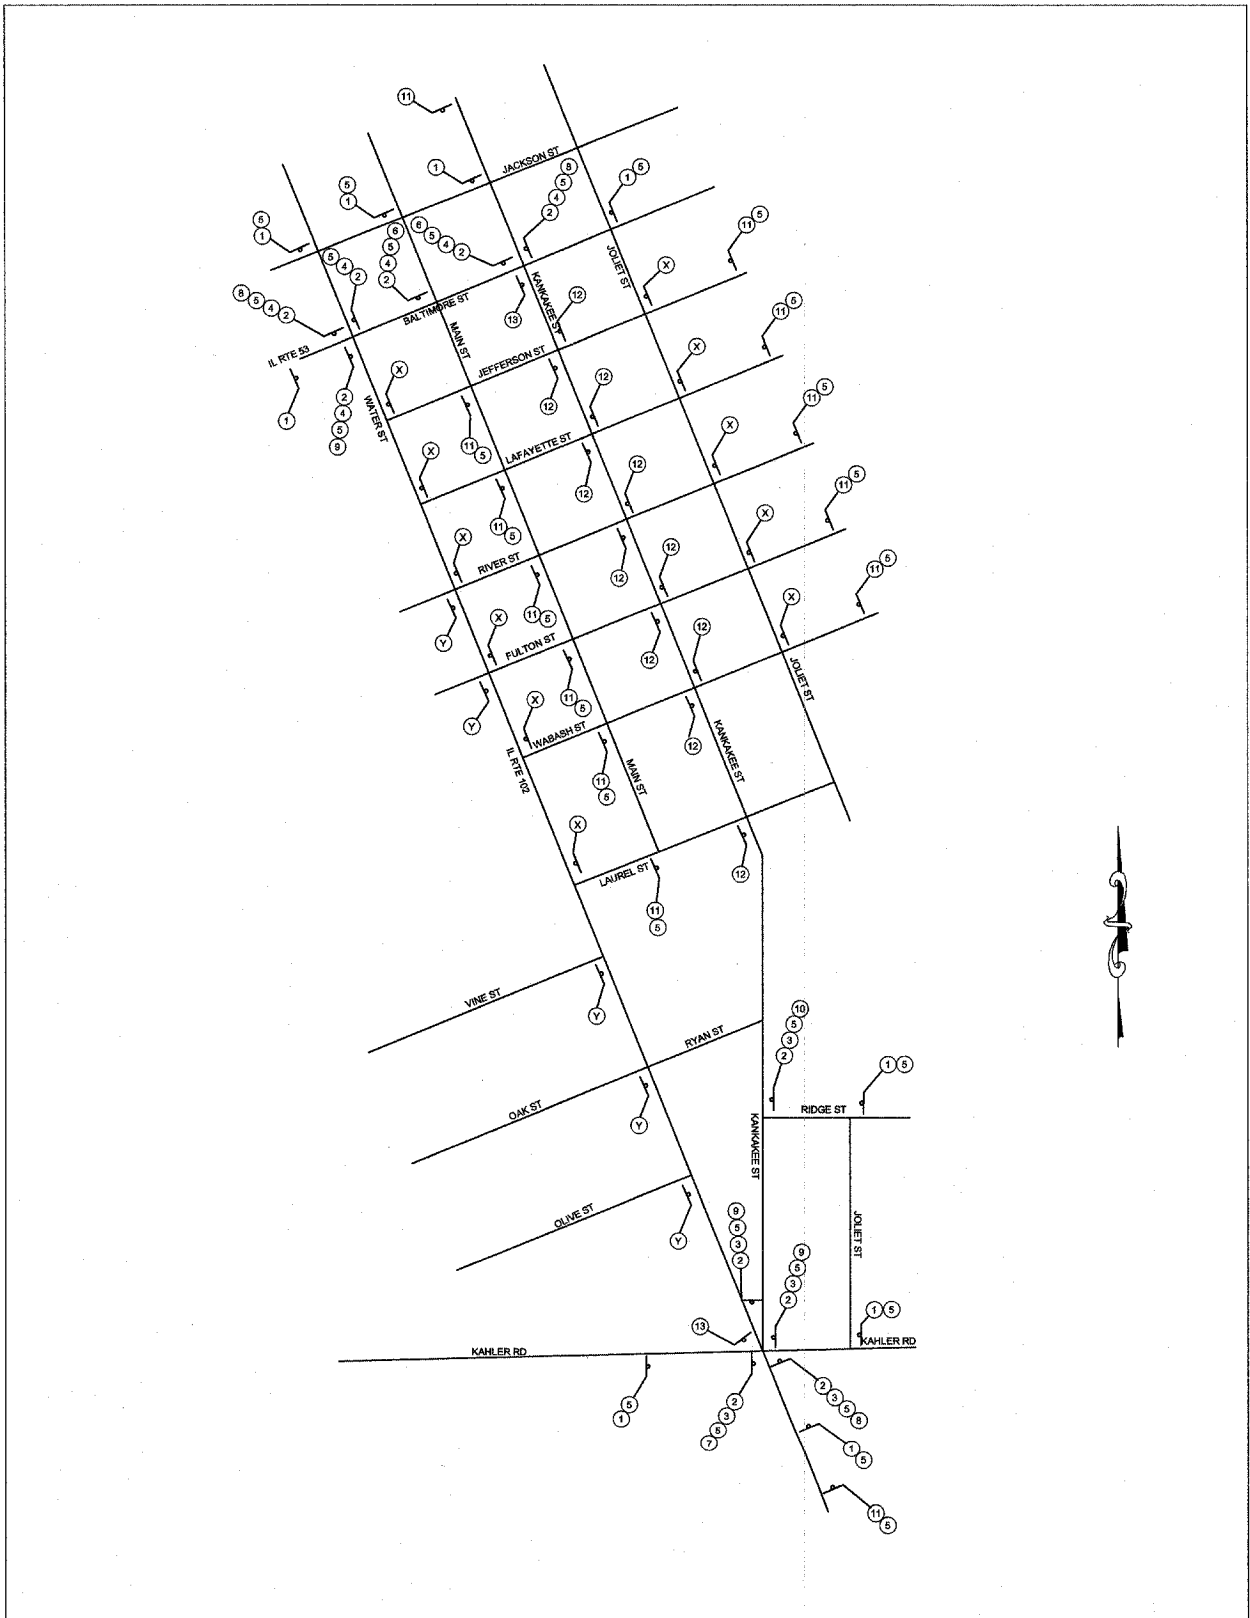 11
JACKSON ST
1
8
5
4
2
1 5
5
1
6
5
4
2
6 5 4 2
11 5
5
1
5 4 2
JOLIET ST
X
8 5 4 2
BALTIMORE ST
KANKAKEE ST
13
12
11 5
IL RTE 53
MAIN ST
JEFFERSON ST
X
X
12
12
11 5
1
2
4
5
9
WATER ST
11 5
LAFAYETTE ST
X
X
12
12
11 5
11 5
RIVER ST
X
X
12
12
11 5
11 5
FULTON ST
X
X
12
12
Y
11 5
WABASH ST
X
JOLIET ST
12
Y
IL RTE 102
MAIN ST
KANKAKEE ST
11
5
X
LAUREL ST
12
11
5
VINE ST
Y
RYAN ST
10
5
3
2
1 5
RIDGE ST
OAK ST
Y
KANKAKEE ST
OLIVE ST
Y
JOLIET ST
9
5
3
2
9
5
3
2
1 5
13
KAHLER RD
KAHLER RD
5
1
2
3
5
7
2
3
5
8
1
5
11
5